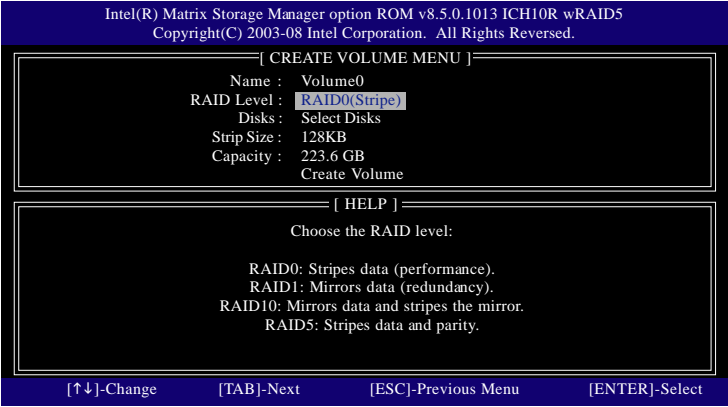 Intel(R) Matrix Storage Manager option ROM v8.5.0.1013 ICH10R wRAID5
Copyright(C) 2003-08 Intel Corporation. All Rights Reversed.
[ CREATE VOLUME MENU ]
Name : Volume0
RAID Level : RAID0(Stripe)
Disks : Select Disks
Strip Size : 128KB
Capacity : 223.6 GB
Create Volume
[ HELP ]
Choose the RAID level:
RAID0: Stripes data (performance).
RAID1: Mirrors data (redundancy).
RAID10: Mirrors data and stripes the mirror.
RAID5: Stripes data and parity.
[↑↓]-Change [TAB]-Next [ESC]-Previous Menu [ENTER]-Select